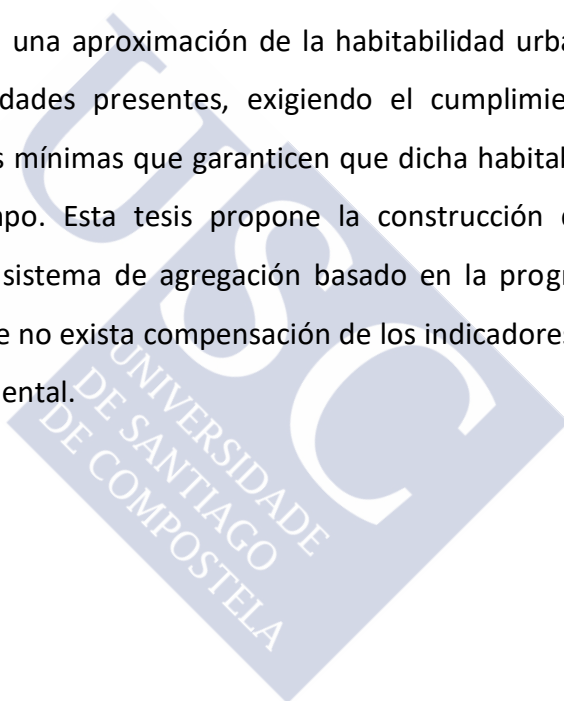 una aproximación de la habitabilidad urba
dades presentes, exigiendo el cumplimie
s mínimas que garanticen que dicha habital
po. Esta tesis propone la construcción
sistema de agregación basado en la progr
e no exista compensación de los indicadores
ental.
USC
UNIVERSIDADE
DE SANTIAGO
DE COMPOSTELA